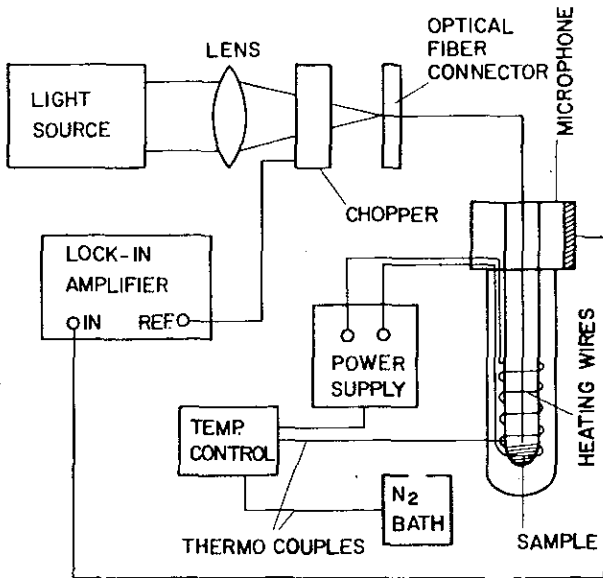 LENS
OPTICAL
FIBER
CONNECTOR
MICROPHONE
LIGHT
SOURCE
CHOPPER
LOCK-IN
AMPLIFIER
IN
REF.
POWER
SUPPLY
HEATING WIRES
TEMP.
CONTROL
N2
BATH
THERMO COUPLES
SAMPLE